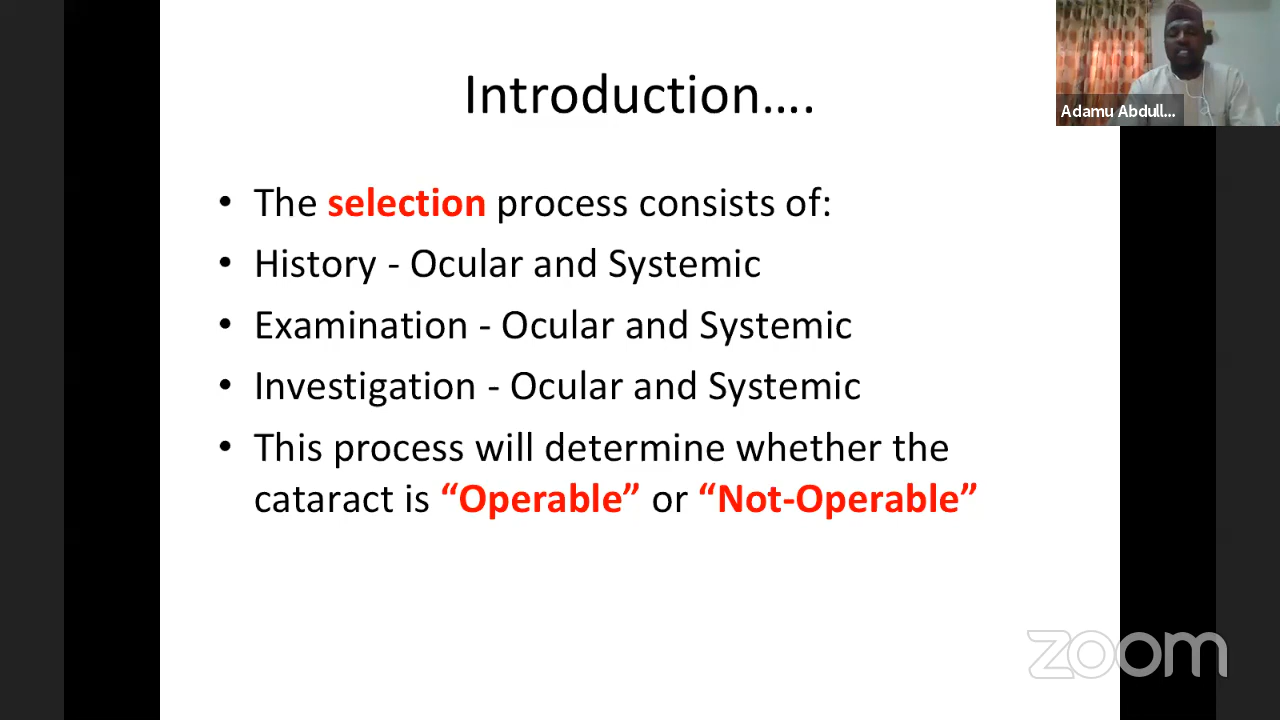 Introduction….
Adamu Abdull...
• The selection process consists of:
• History - Ocular and Systemic
• Examination - Ocular and Systemic
• Investigation - Ocular and Systemic
• This process will determine whether the
cataract is “Operable” or “Not-Operable”
zoom